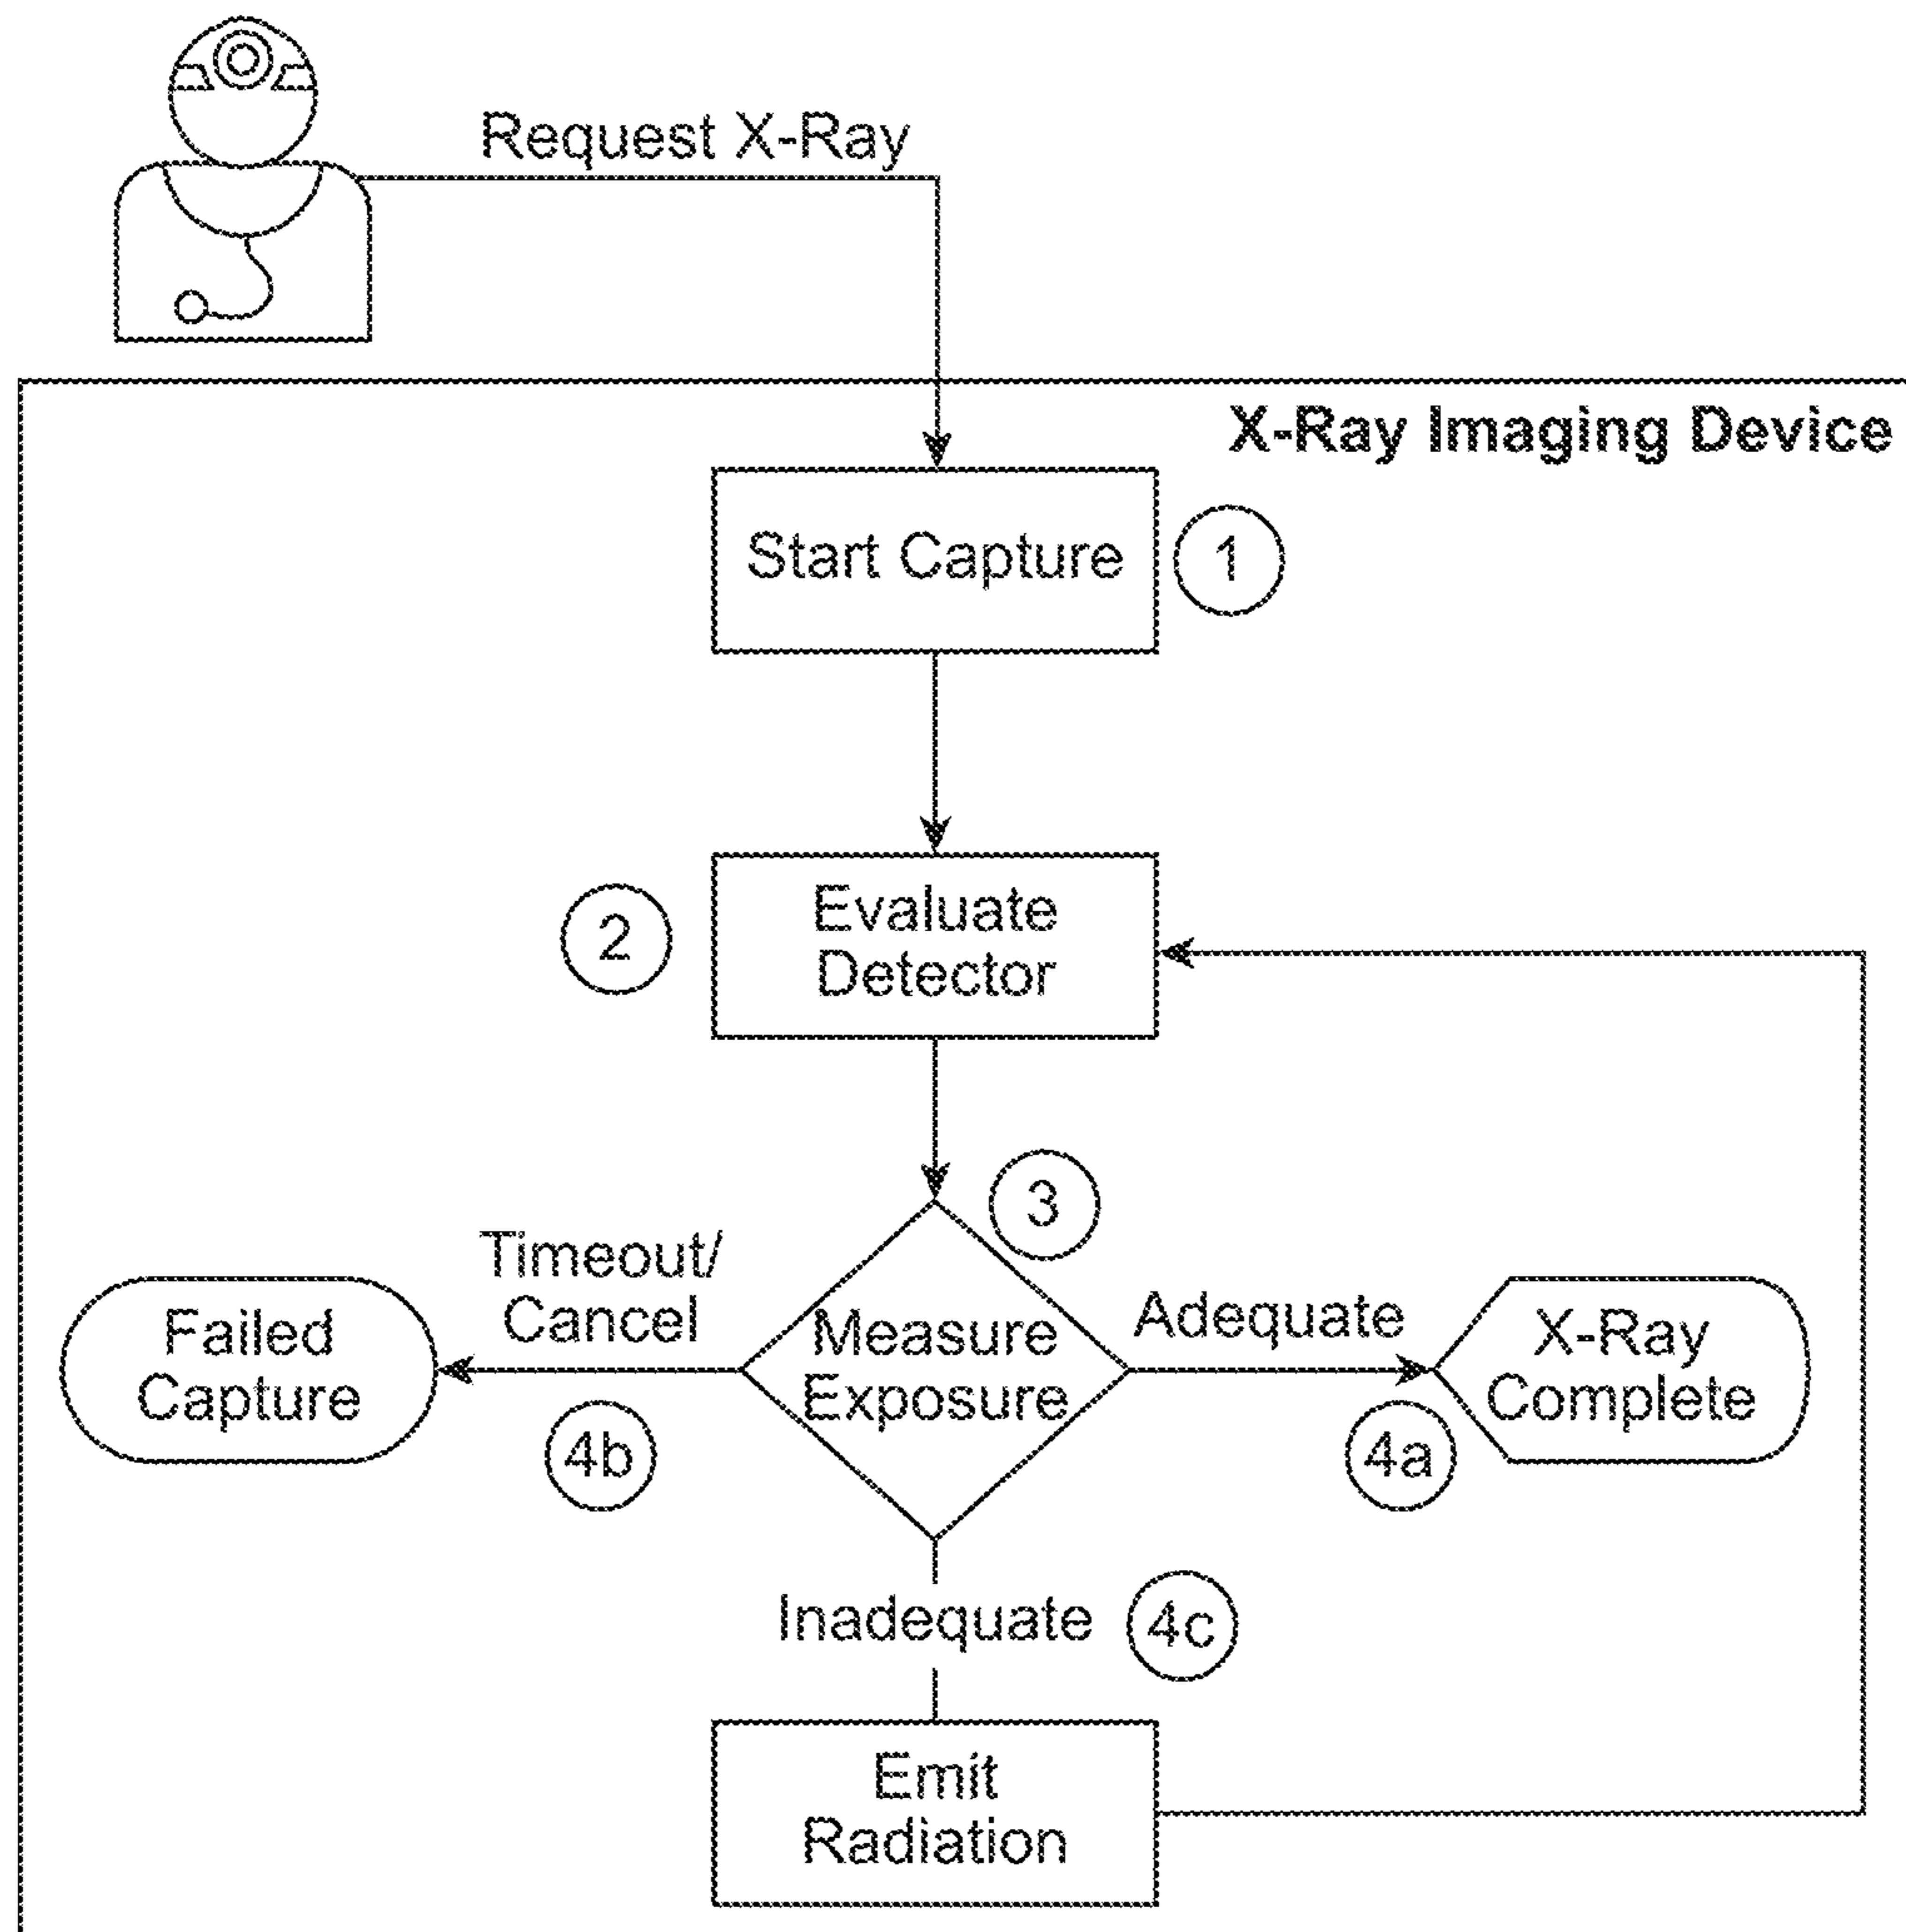 Request X-Ray
X-Ray Imaging Device
Start Capture
1
2
Evaluate
Detector
3
Timeout/
Cancel
Failed
Capture
4b
Measure
Exposure
Adequate
4a
X-Ray
Complete
Inadequate
4c
Emit
Radiation